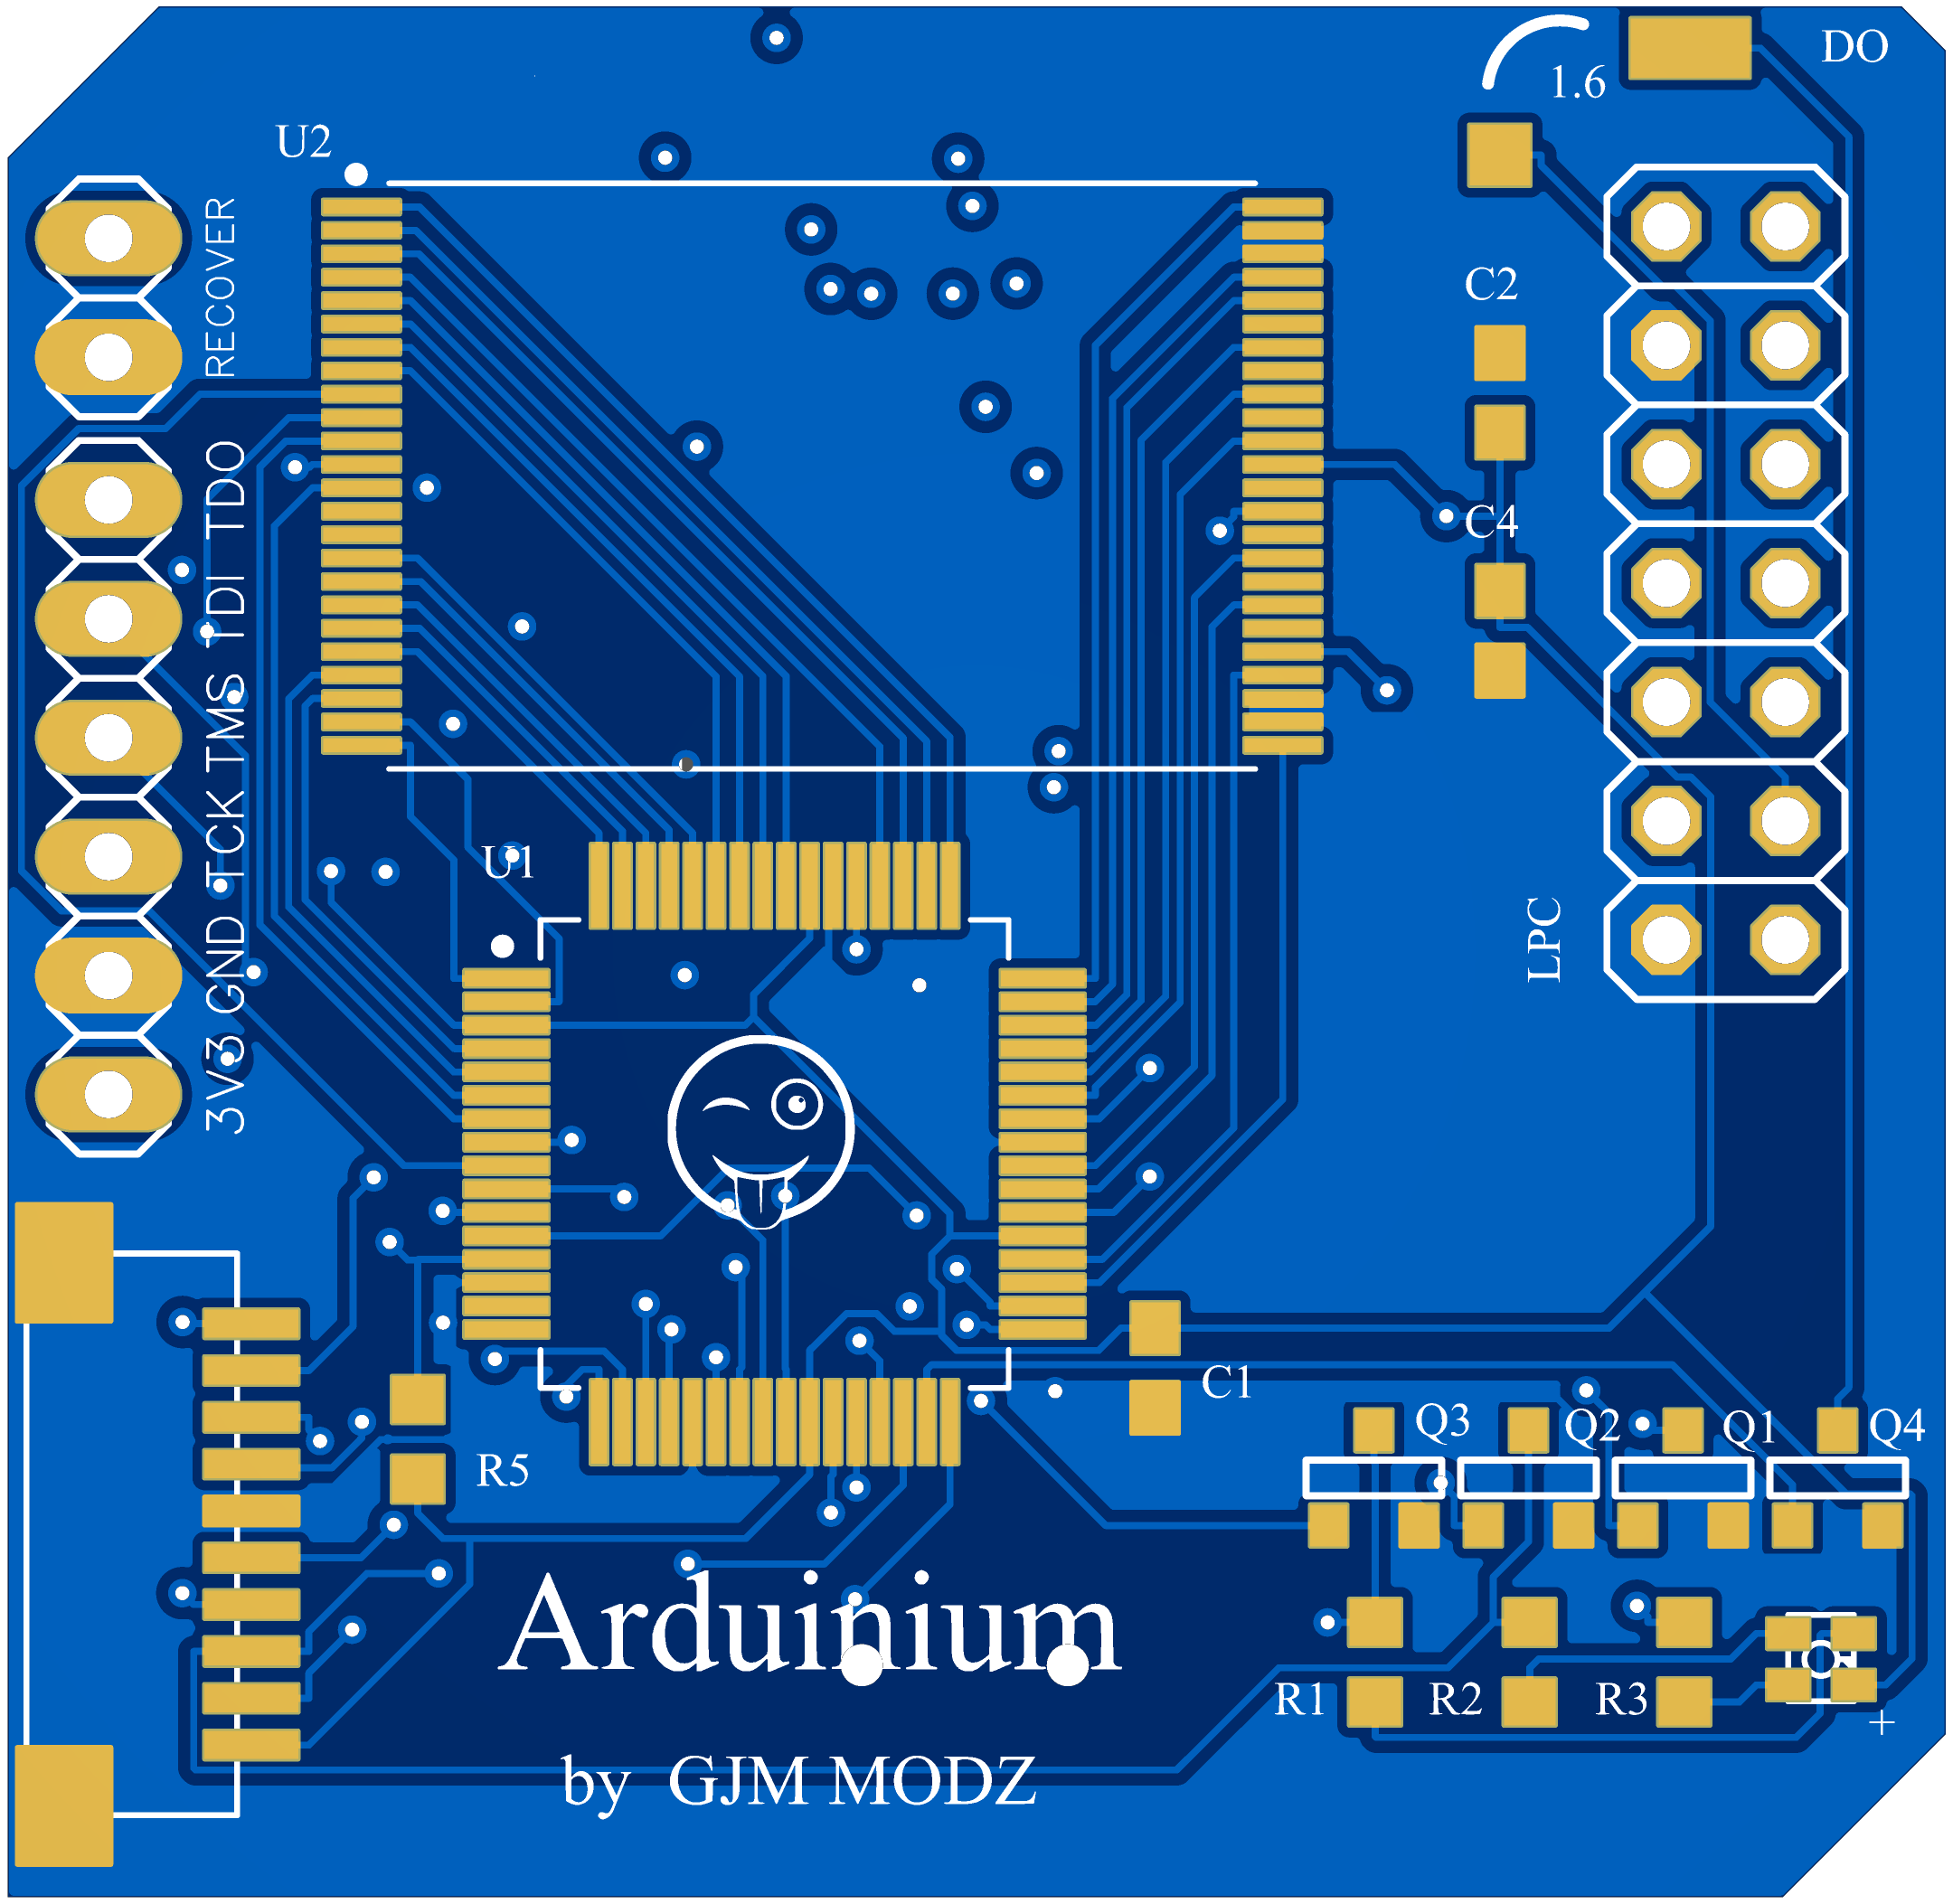 DO
1.6
U2
RECOVER
C2
TDO
C4
TDI
TMS
TCK
U1
GND
LPC
3V3
C1
Q3
Q2
Q1
Q4
R5
Arduinium
R1
R2
R3
+
by GJM MODZ